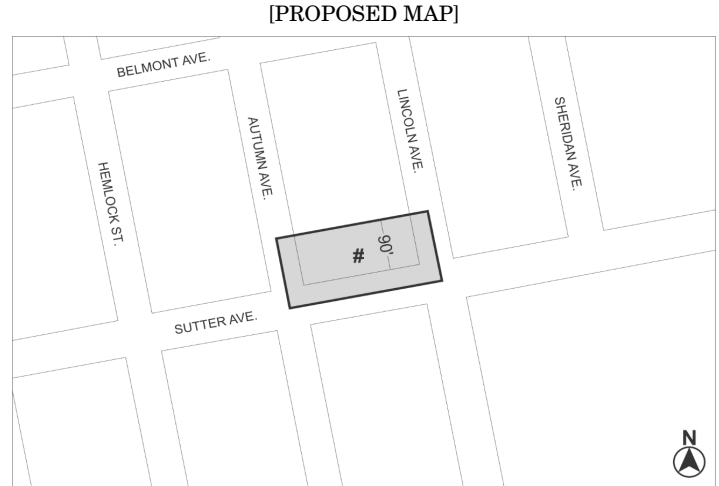 [PROPOSED MAP]
BELMONT AVE.
LINCOLN AVE.
SHERIDAN AVE.
AUTUMN AVE.
HEMLOCK ST.
#
90'
SUTTER AVE.
N